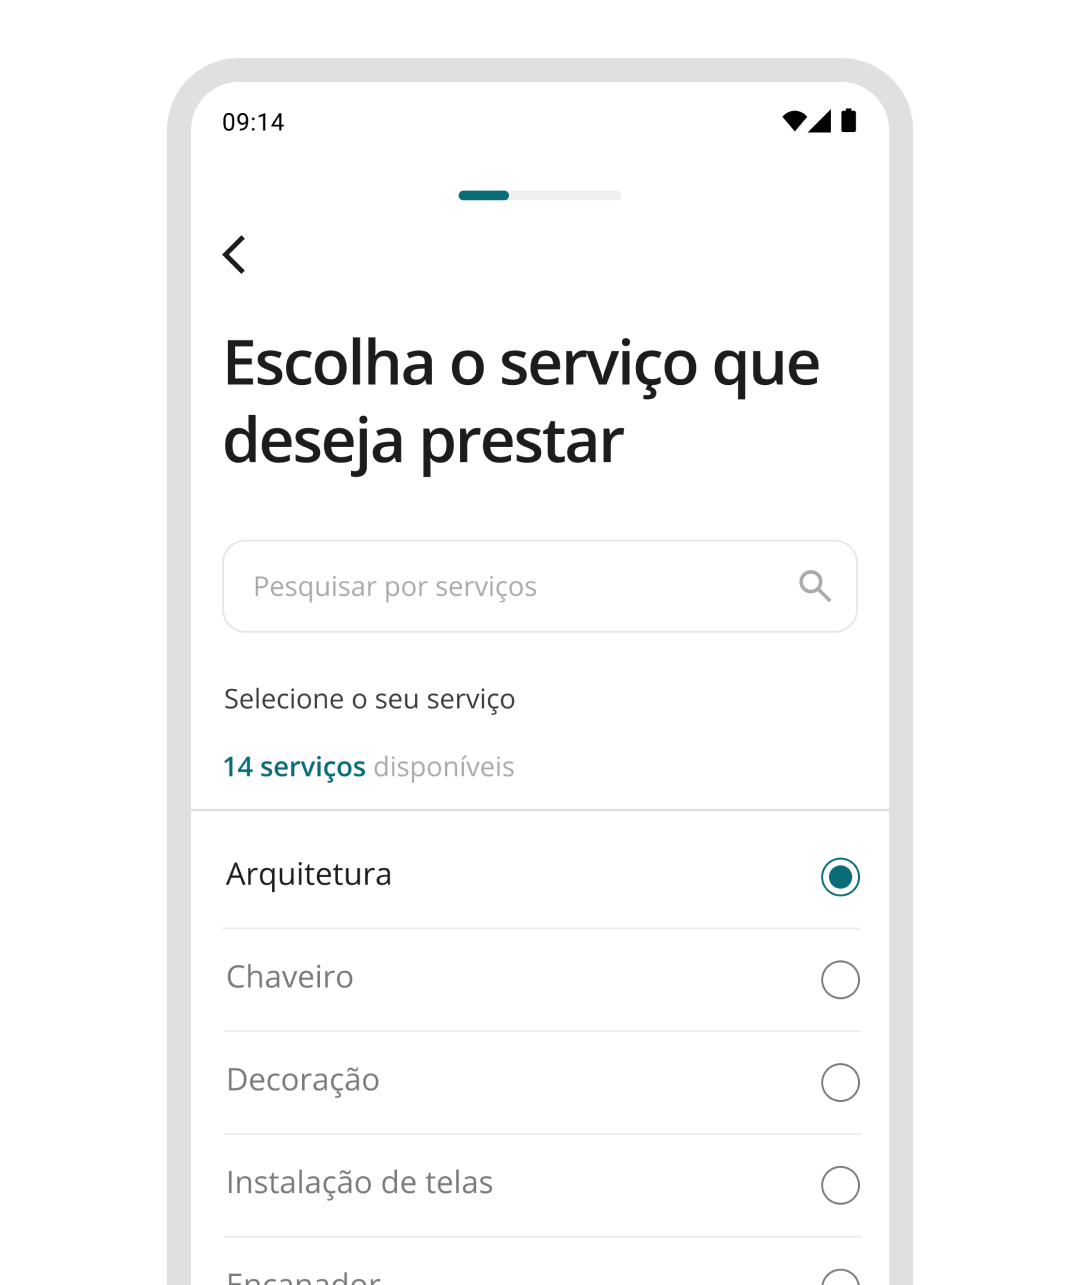 09:14
Escolha o serviço que
deseja prestar
Pesquisar por serviços
Selecione o seu serviço
14 serviços disponíveis
Arquitetura
Chaveiro
Decoração
Instalação de telas
Encanador